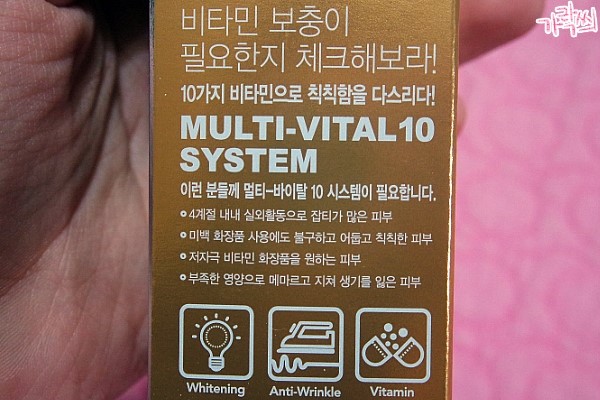 가락씨
비타민 보충이
필요한지 체크해보라!
10가지 비타민으로 칙칙함을 다스리다!
MULTI-VITAL10
SYSTEM
이런 분들께 멀티-바이탈 10 시스템이 필요합니다.
4계절 내내 실외활동으로 잡티가 많은 피부
미백 화장품 사용에도 불구하고 어둡고 칙칙한 피부
저자극 비타민 화장품을 원하는 피부
부족한 영양으로 메마르고 지쳐 생기를 잃은 피부
Whitening Anti-Wrinkle Vitamin